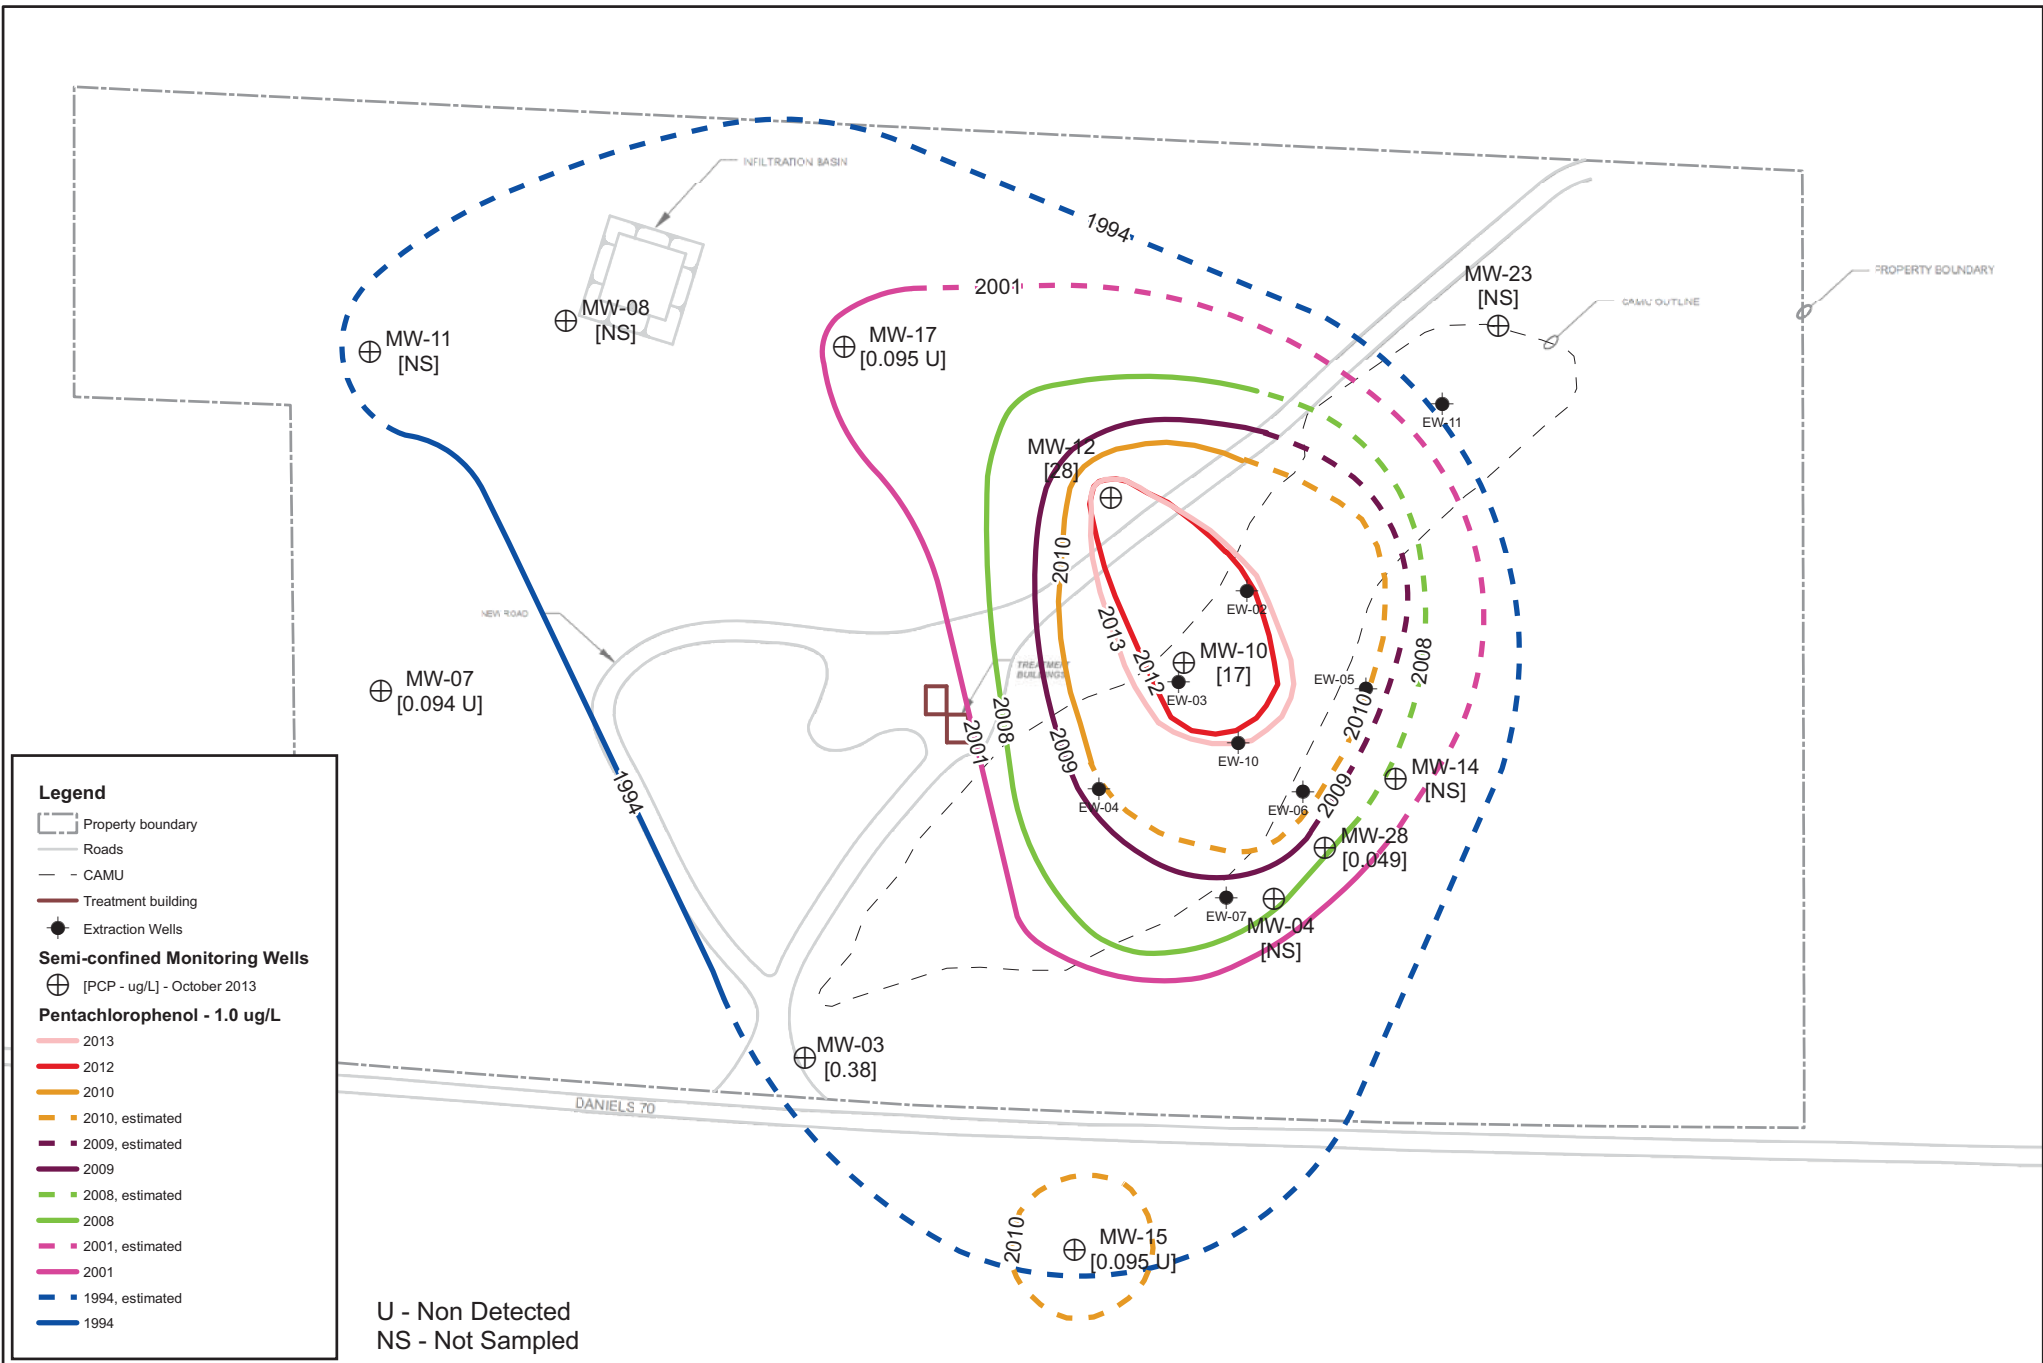 INFILTRATION BASIN
1994
MW-23
[NS]
PROPERTY BOUNDARY
CAMU OUTLINE
2001
MW-08
[NS]
MW-11
[NS]
MW-17
[0.095 U]
EW-11
MW-12
[28]
2010
NEW ROAD
EW-02
2013
MW-10
[17]
2012
EW-03
TREATMENT
BUILDINGS
2008
EW-05
MW-07
[0.094 U]
2008
2001
2009
2010
EW-10
1994
MW-14
[NS]
EW-04
EW-06
2009
MW-28
[0.049]
EW-07
MW-04
[NS]
MW-03
[0.38]
DANIELS 70
2010
MW-15
[0.095 U]
Legend
Property boundary
Roads
CAMU
Treatment building
Extraction Wells
Semi-confined Monitoring Wells
[PCP - ug/L] - October 2013
Pentachlorophenol - 1.0 ug/L
2013
2012
2010
2010, estimated
2009, estimated
2009
2008, estimated
2008
2001, estimated
2001
1994, estimated
1994
U - Non Detected
NS - Not Sampled